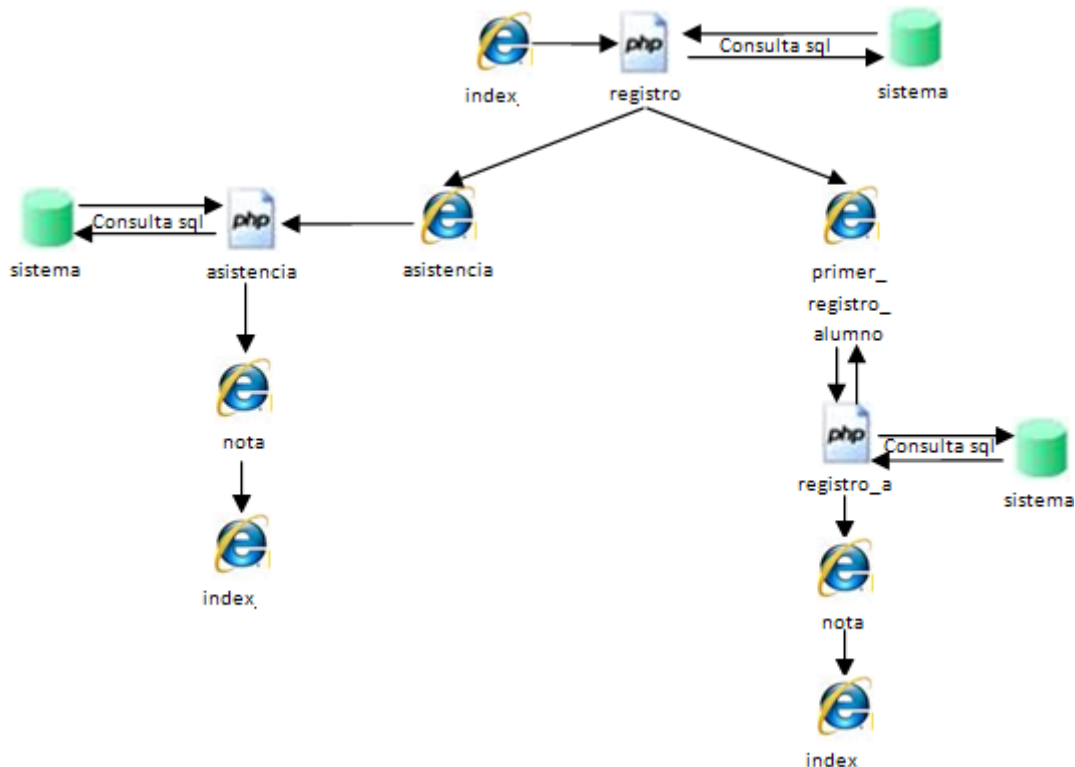 php
Consulta sql
index.
registro
sistema
Consulta sql
php
sistema
asistencia
asistencia
primer_
registro_
alumno
nota
php
Consulta sql
registro_a
sistema
index.
nota
index